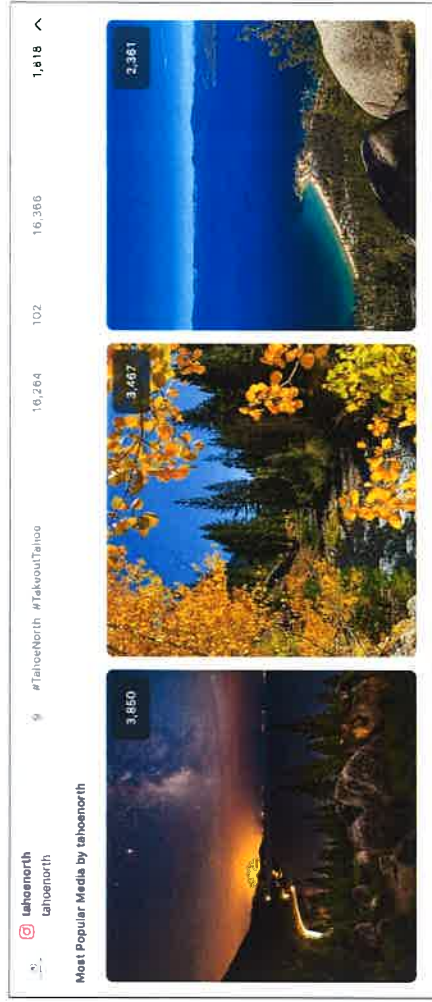 tahoenorth 9 #TahoeNorth #TakeoutTahoe 16,264 102 16,366 1,818
tahoenorth
Most Popular Media by tahoenorth
3,850 3,467 2,361